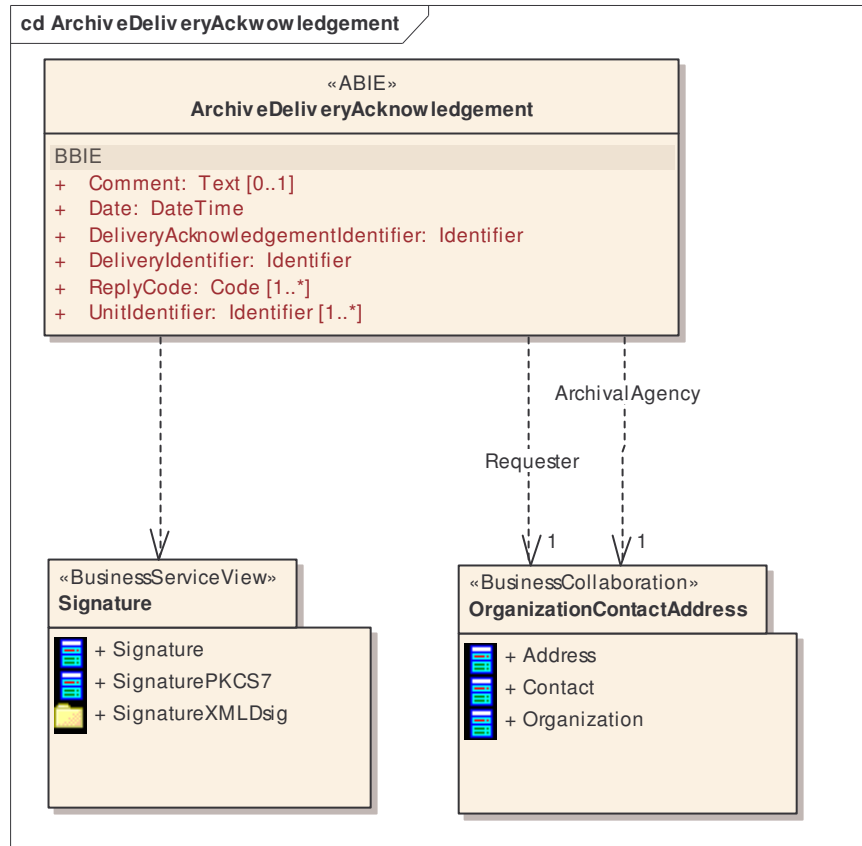 cd ArchiveDeliveryAckwowledgement
«ABIE»
ArchiveDeliveryAcknowledgement
BBIE
+ Comment: Text [0..1]
+ Date: DateTime
+ DeliveryAcknowledgementIdentifier: Identifier
+ DeliveryIdentifier: Identifier
+ ReplyCode: Code [1..*]
+ UnitIdentifier: Identifier [1..*]
ArchivalAgency
Requester
1
1
«BusinessServiceView»
Signature
+ Signature
+ SignaturePKCS7
+ SignatureXMLDsig
«BusinessCollaboration»
OrganizationContactAddress
+ Address
+ Contact
+ Organization